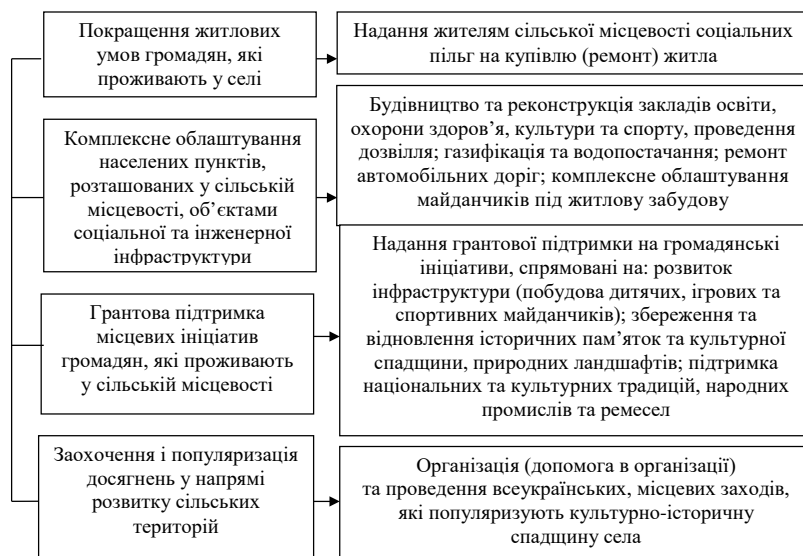 Покращення житлових
умов громадян, які
проживають у селі
Надання жителям сільської місцевості соціальних
пільг на купівлю (ремонт) житла
Комплексне облаштування
населених пунктів,
розташованих у сільській
місцевості, об’єктами
соціальної та інженерної
інфраструктури
Будівництво та реконструкція закладів освіти,
охорони здоров’я, культури та спорту, проведення
дозвілля; газифікація та водопостачання; ремонт
автомобільних доріг; комплексне облаштування
майданчиків під житлову забудову
Грантова підтримка
місцевих ініціатив
громадян, які проживають
у сільській місцевості
Надання грантової підтримки на громадянські
ініціативи, спрямовані на: розвиток
інфраструктури (побудова дитячих, ігрових та
спортивних майданчиків); збереження та
відновлення історичних пам’яток та культурної
спадщини, природних ландшафтів; підтримка
національних та культурних традицій, народних
промислів та ремесел
Заохочення і популяризація
досягнень у напрямі
розвитку сільських
територій
Організація (допомога в організації)
та проведення всеукраїнських, місцевих заходів,
які популяризують культурно-історичну
спадщину села